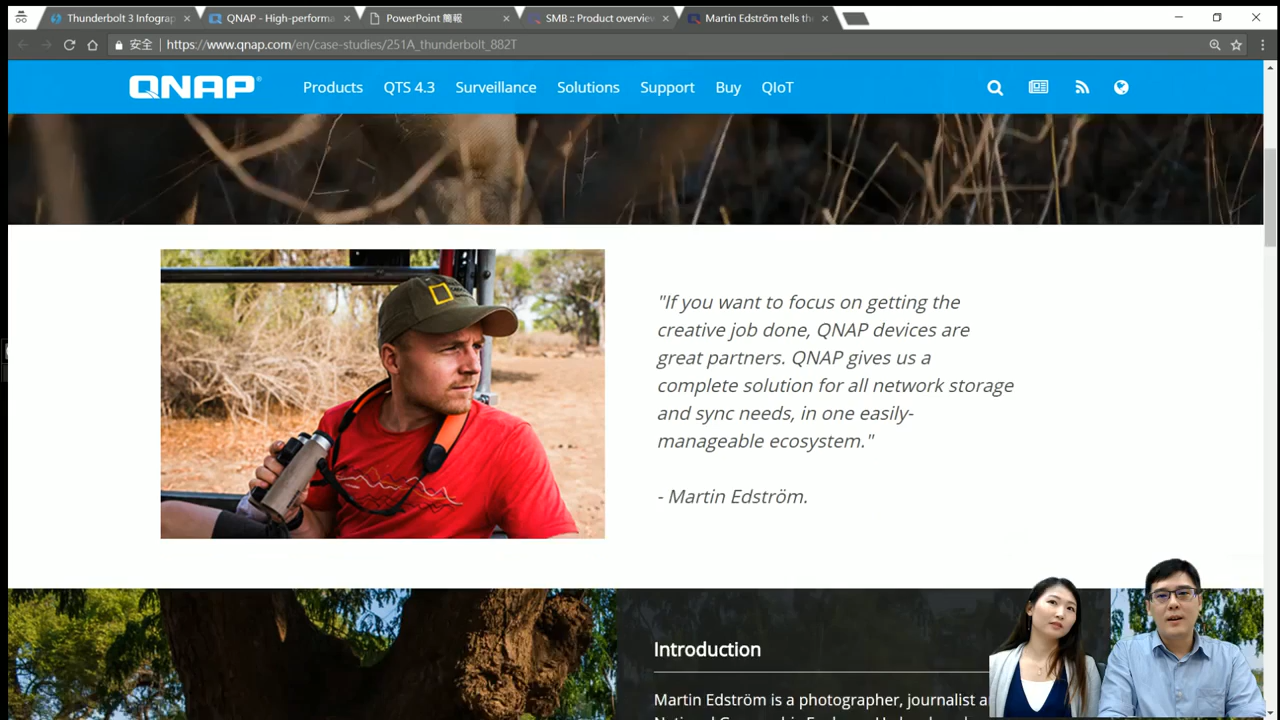 Thunderbolt 3 Infograp
QNAP - High-performa
PowerPoint 簡報
SMB :: Product overview
Martin Edström tells th
安全
https://www.qnap.com/en/case-studies/251A_thunderbolt_882T
QNAP
Products
QTS 4.3
Surveillance
Solutions
Support
Buy
QIoT
"If you want to focus on getting the
creative job done, QNAP devices are
great partners. QNAP gives us a
complete solution for all network storage
and sync needs, in one easily-
manageable ecosystem."
- Martin Edström.
Introduction
Martin Edström is a photographer, journalist a